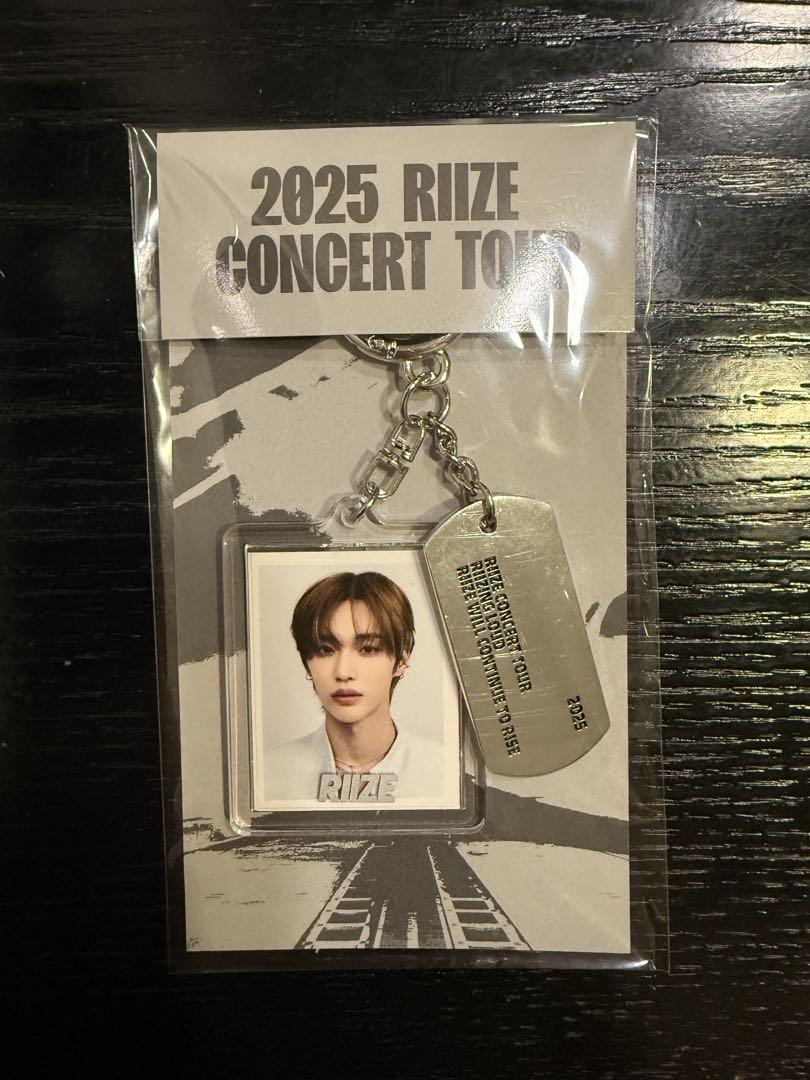 2025 RIIZE
CONCERT TOUR
RIIZE
RIIZE CONCERT TOUR
RIIZING LOUD
RIIZE WILL CONTINUE TO RISE
2025